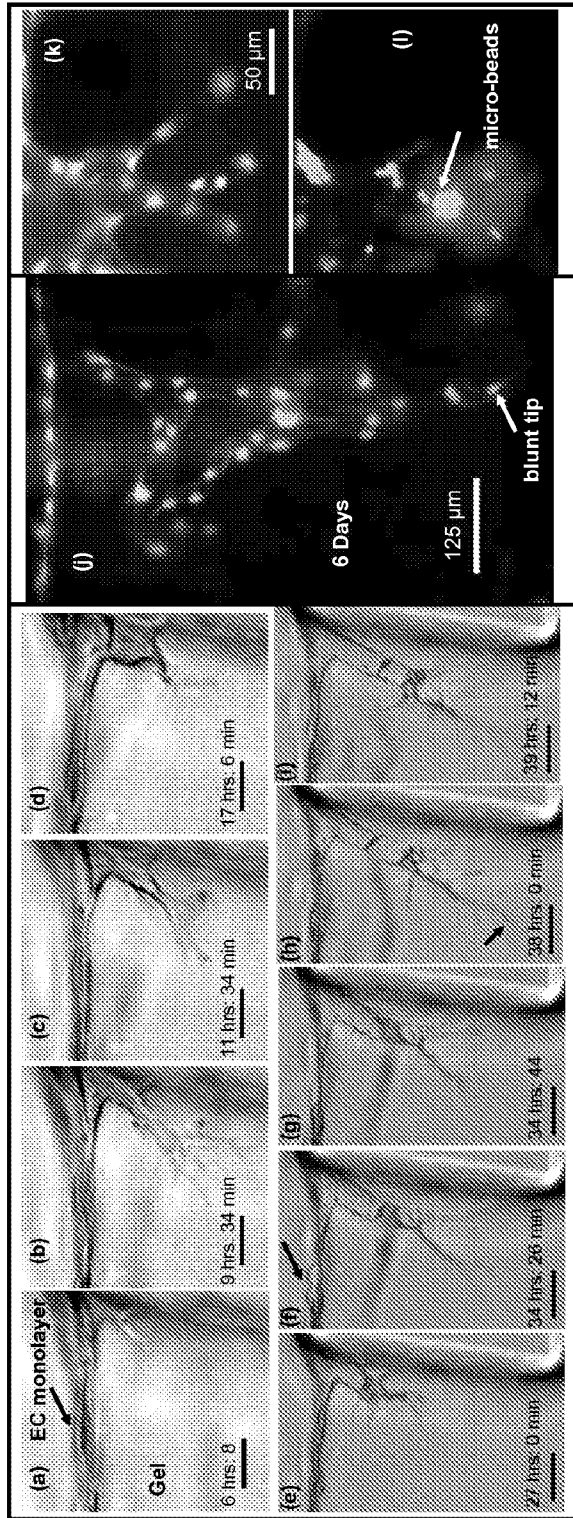 (a)
EC monolayer
Gel
6 hrs: 8
(b)
9 hrs. 34 min
(c)
11 hrs: 34 min
(d)
17 hrs: 6 min
(e)
27 hrs: 0 min
(f)
34 hrs: 26 min
(g)
34 hrs: 44
(h)
38 hrs: 0 min
(i)
39 hrs, 12 min
(j)
6 Days
125 µm
blunt tip
(k)
50 µm
(l)
micro-beads